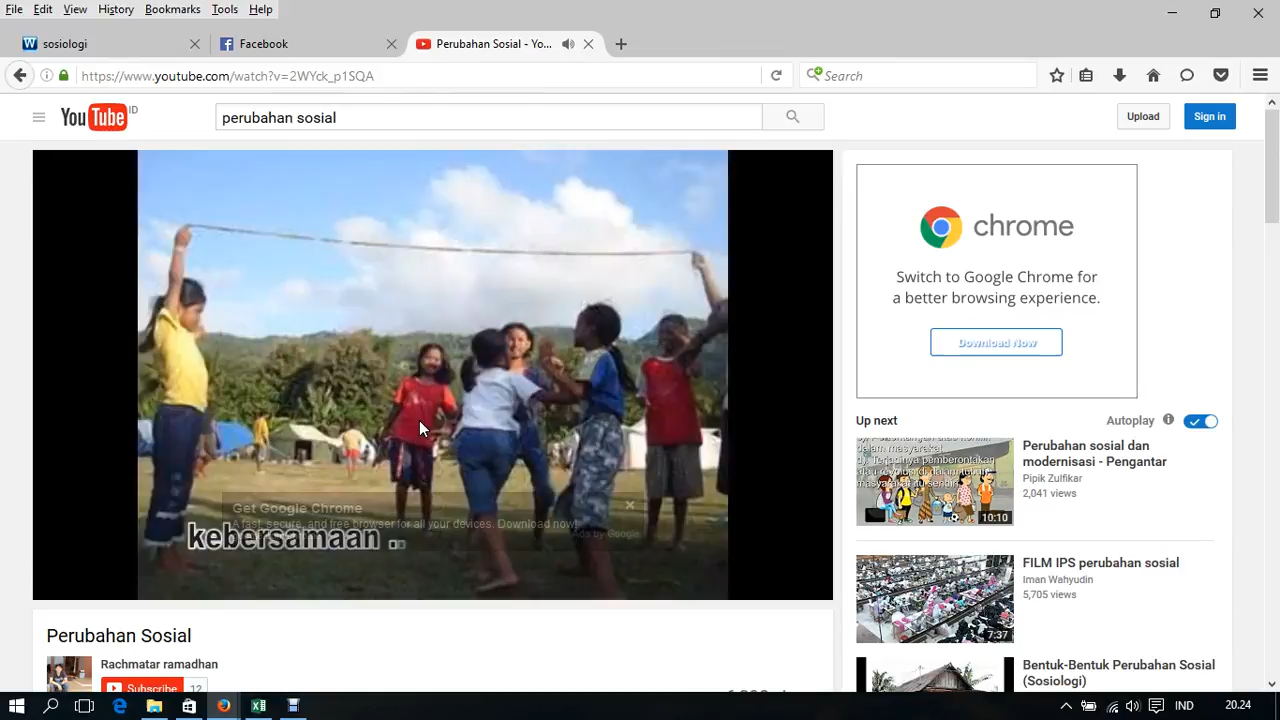 File Edit View History Bookmarks Tools Help
sosiologi
Facebook
Perubahan Sosial - Yo...
https://www.youtube.com/watch?v=2WYck_p1SQA
Search
YouTube ID
perubahan sosial
Upload
Sign in
chrome
Switch to Google Chrome for
a better browsing experience.
Download Now
Get Google Chrome
A fast, secure, and free browser for all your devices. Download now!
Ads by Google
kebersamaan ..
Up next
Autoplay
Perubahan sosial dan
modernisasi - Pengantar
Pipik Zulfikar
2,041 views
10:10
FILM IPS perubahan sosial
Iman Wahyudin
5,705 views
7:37
Bentuk-Bentuk Perubahan Sosial
(Sosiologi)
Perubahan Sosial
Rachmatar ramadhan
Subscribe 12
IND
20.24